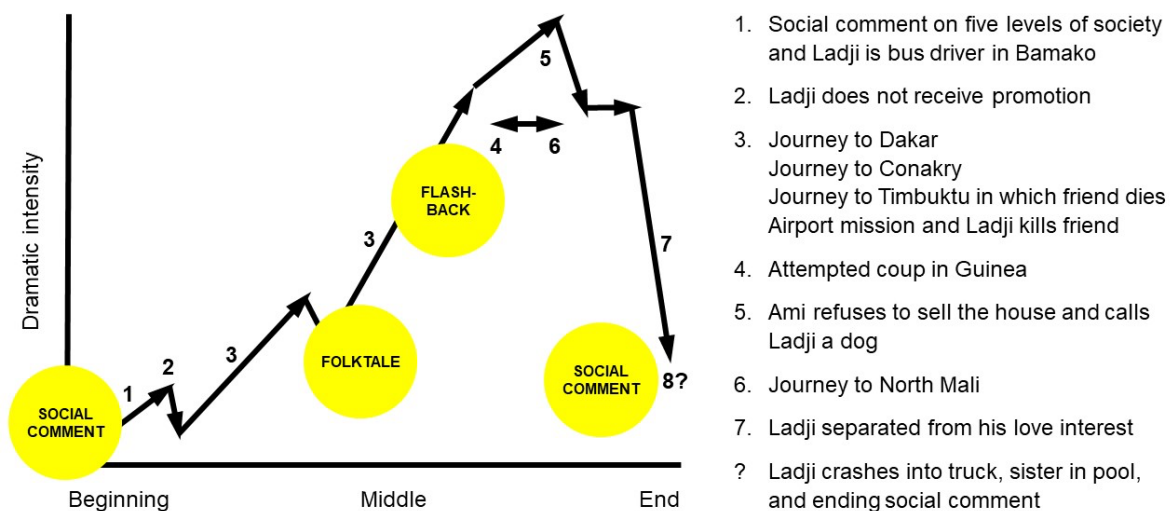 Dramatic intensity
SOCIAL
COMMENT
1
2
3
FOLKTALE
3
FLASH-
BACK
4
5
6
7
SOCIAL
COMMENT
8?
Beginning
Middle
End
1. Social comment on five levels of society
and Ladji is bus driver in Bamako
2. Ladji does not receive promotion
3. Journey to Dakar
Journey to Conakry
Journey to Timbuktu in which friend dies
Airport mission and Ladji kills friend
4. Attempted coup in Guinea
5. Ami refuses to sell the house and calls
Ladji a dog
6. Journey to North Mali
7. Ladji separated from his love interest
? Ladji crashes into truck, sister in pool,
and ending social comment